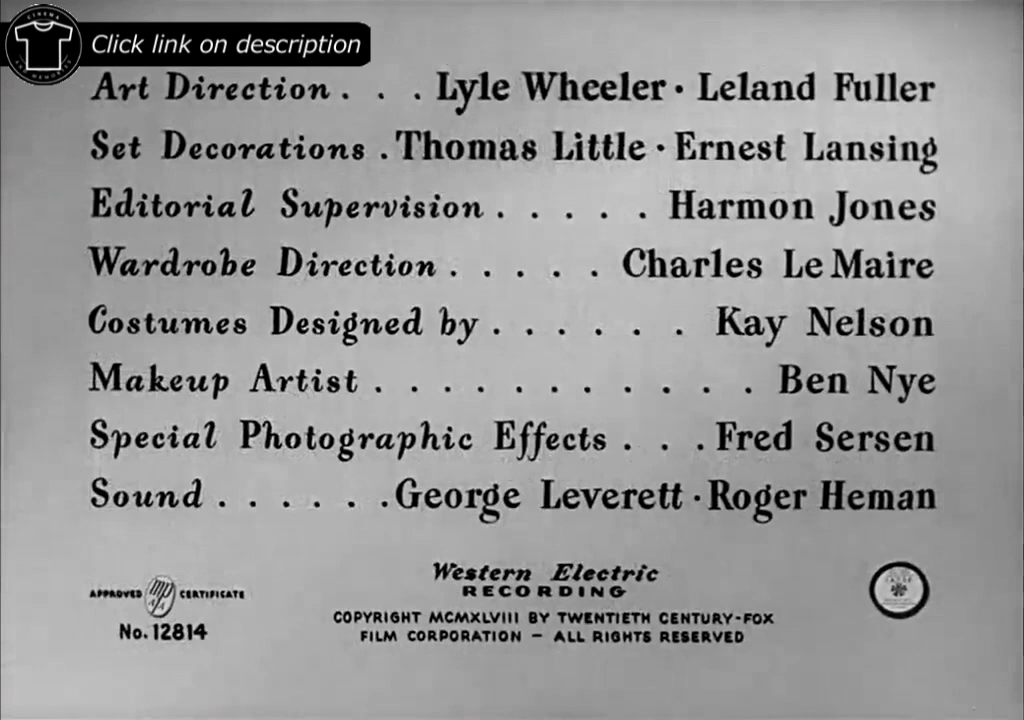 Click link on description
Art Direction . . . Lyle Wheeler · Leland Fuller
Set Decorations . Thomas Little · Ernest Lansing
Editorial Supervision . . . . . Harmon Jones
Wardrobe Direction . . . . . Charles Le Maire
Costumes Designed by . . . . . . Kay Nelson
Makeup Artist . . . . . . . . . . . Ben Nye
Special Photographic Effects . . . Fred Sersen
Sound . . . . . . George Leverett · Roger Heman
Western Electric
RECORDING
APPROVED CERTIFICATE
No. 12814
COPYRIGHT MCMXLVIII BY TWENTIETH CENTURY-FOX
FILM CORPORATION – ALL RIGHTS RESERVED